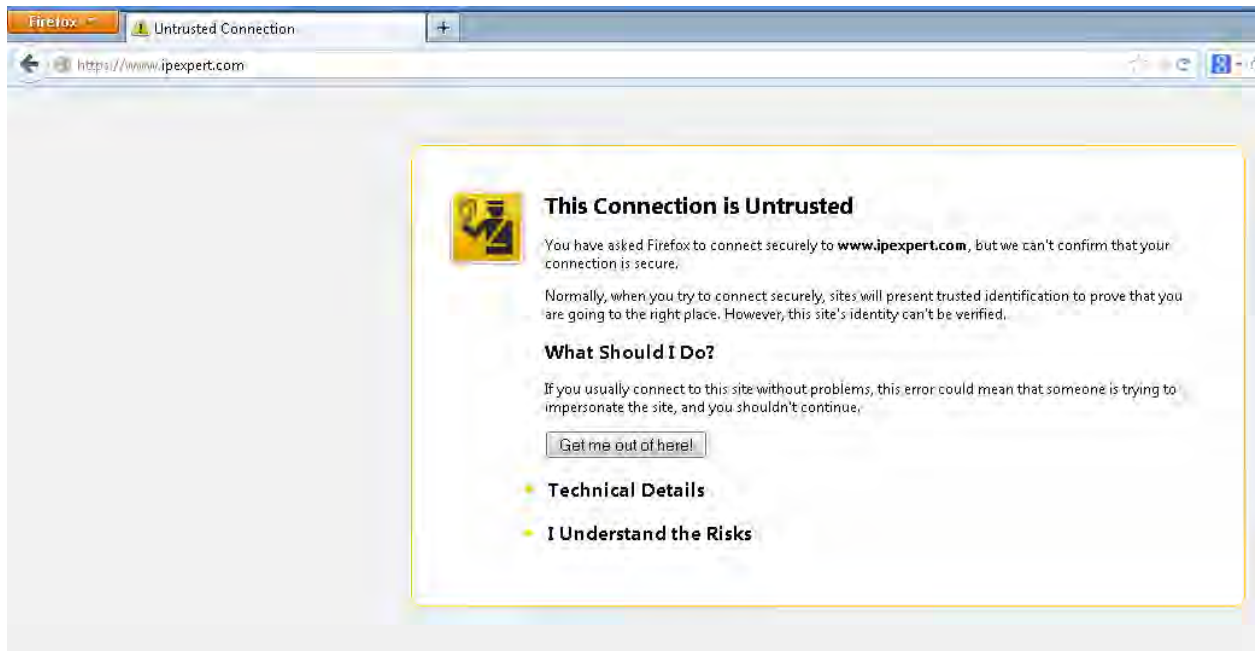 Firefox
Untrusted Connection
+
https://www.ipexpert.com
8
This Connection is Untrusted
You have asked Firefox to connect securely to www.ipexpert.com, but we can't confirm that your
connection is secure.
Normally, when you try to connect securely, sites will present trusted identification to prove that you
are going to the right place. However, this site's identity can't be verified.
What Should I Do?
If you usually connect to this site without problems, this error could mean that someone is trying to
impersonate the site, and you shouldn't continue.
Get me out of here!
Technical Details
I Understand the Risks